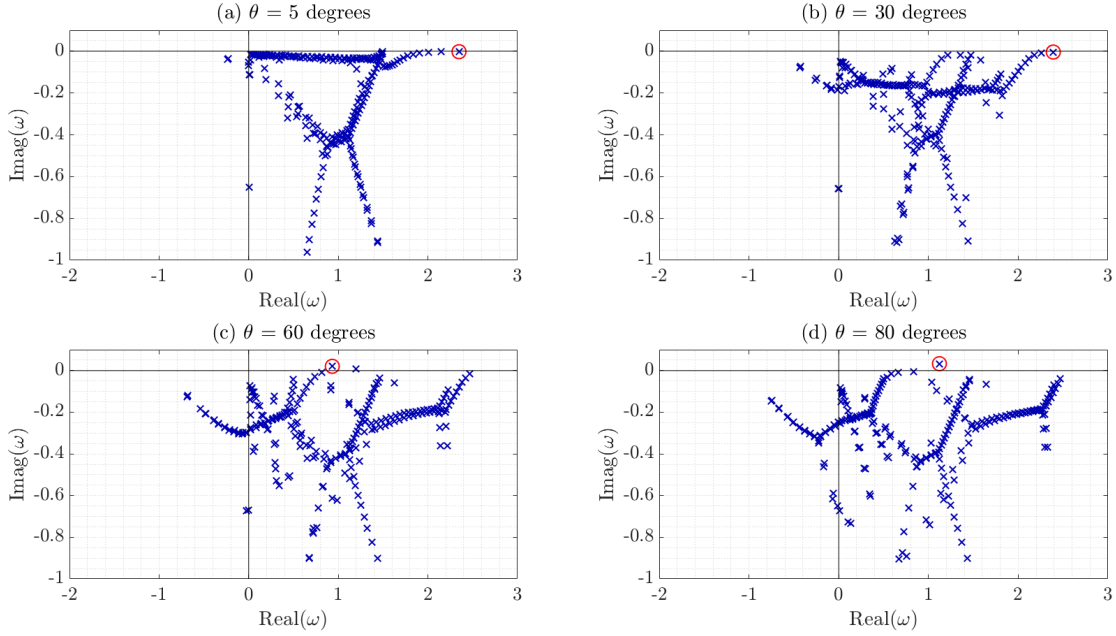 (a) θ = 5 degrees
0
-0.2
-0.4
-0.6
-0.8
-1
Imag(ω)
-2 -1 0 1 2 3
Real(ω)
(b) θ = 30 degrees
0
-0.2
-0.4
-0.6
-0.8
-1
Imag(ω)
-2 -1 0 1 2 3
Real(ω)
(c) θ = 60 degrees
0
-0.2
-0.4
-0.6
-0.8
-1
Imag(ω)
-2 -1 0 1 2 3
Real(ω)
(d) θ = 80 degrees
0
-0.2
-0.4
-0.6
-0.8
-1
Imag(ω)
-2 -1 0 1 2 3
Real(ω)